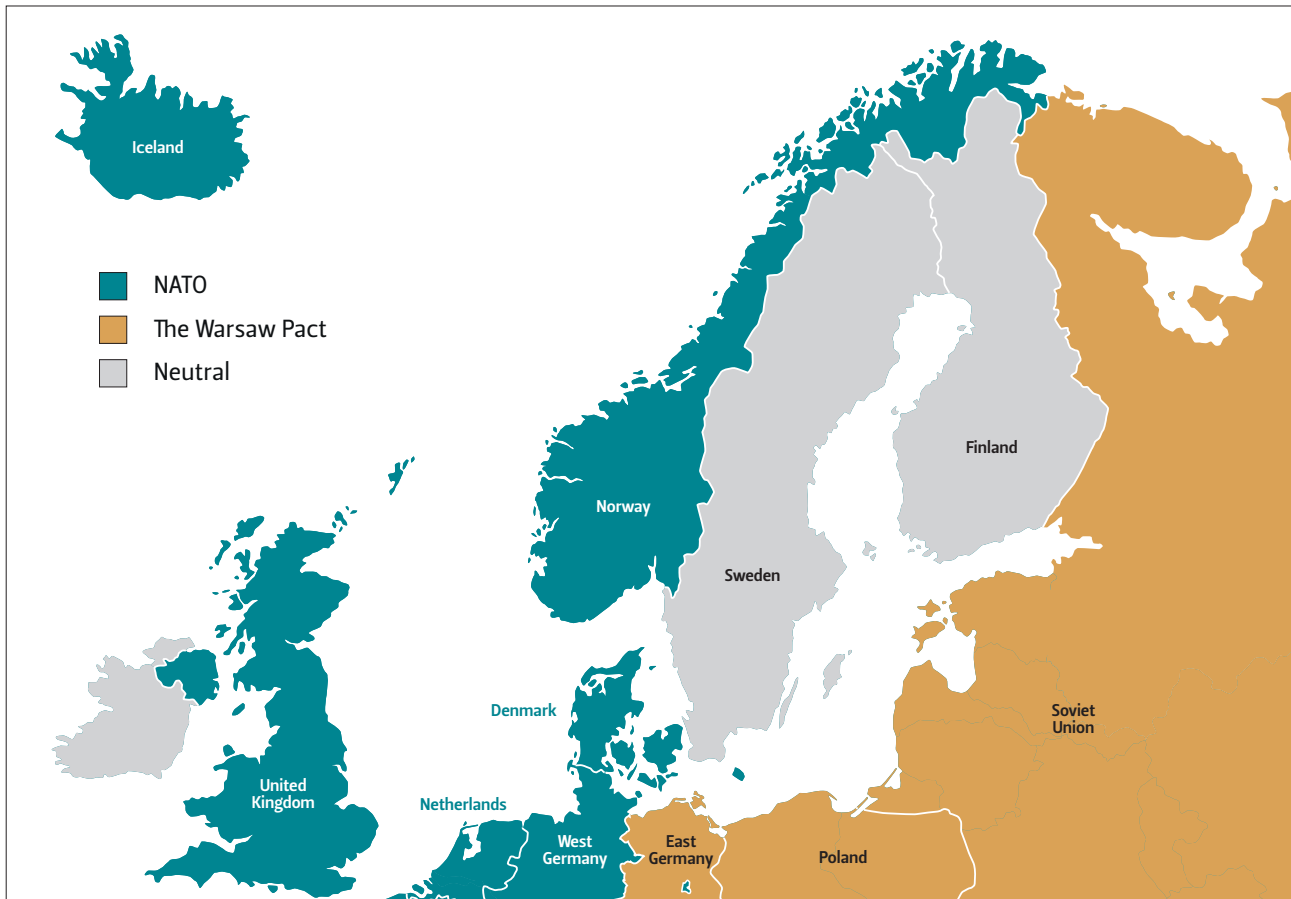 Iceland
NATO
The Warsaw Pact
Neutral
Finland
Norway
Sweden
Denmark
Soviet
Union
United
Kingdom
Netherlands
West
Germany
East
Germany
Poland